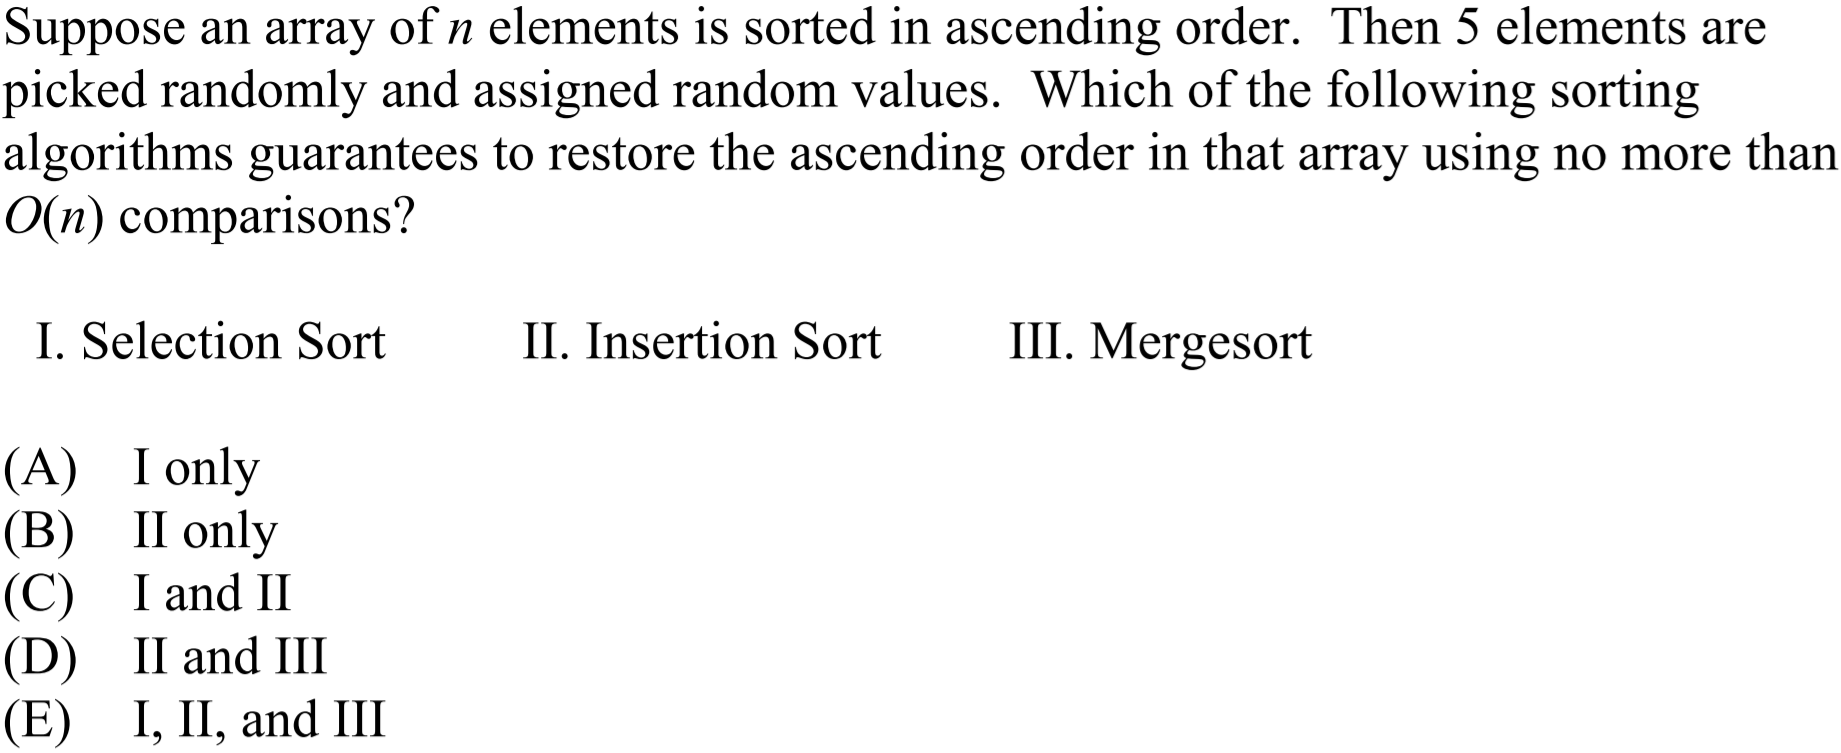 Suppose an array of n elements is sorted in ascending order. Then 5 elements are
picked randomly and assigned random values. Which of the following sorting
algorithms guarantees to restore the ascending order in that array using no more than
O(n) comparisons?
I. Selection Sort II. Insertion Sort III. Mergesort
(A) I only
(B) II only
(C) I and II
(D) II and III
(E) I, II, and III